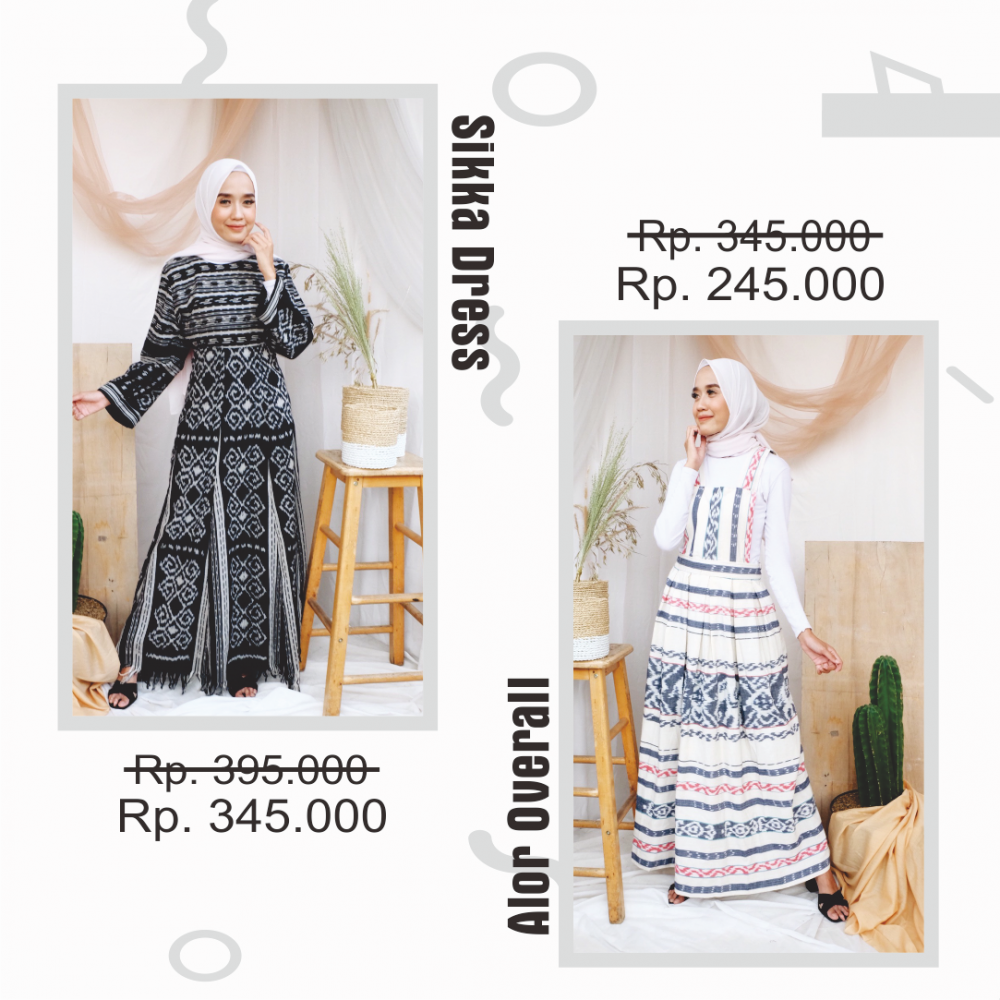 Sikka Dress
Rp. 395.000
Rp. 345.000
Rp. 345.000
Rp. 245.000
Alor Overall